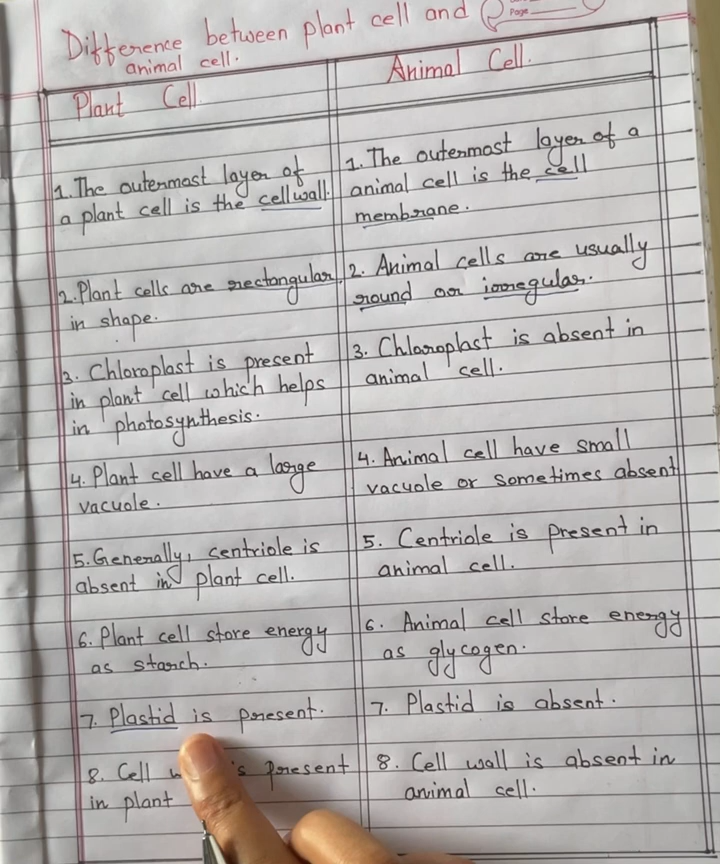 Page
Difference between plant cell and
animal cell.
Plant Cell
Animal Cell.
1. The outermost layer of
a plant cell is the cellwall.
1. The outermost layer of a
animal cell is the cell
membrane.
2. Plant cells are rectangular
in shape.
2. Animal cells are usually
round or irregular.
3. Chloroplast is present
in plant cell which helps
in photosynthesis.
3. Chloroplast is absent in
animal cell.
4. Plant cell have a large
vacuole.
4. Animal cell have small
vacuole or sometimes absent
5. Generally, centriole is
absent in plant cell.
5. Centriole is present in
animal cell.
6. Plant cell store energy
as starch.
6. Animal cell store energy
as glycogen.
7. Plastid is present.
7. Plastid is absent.
8. Cell is present
in plant
8. Cell wall is absent in
animal cell.